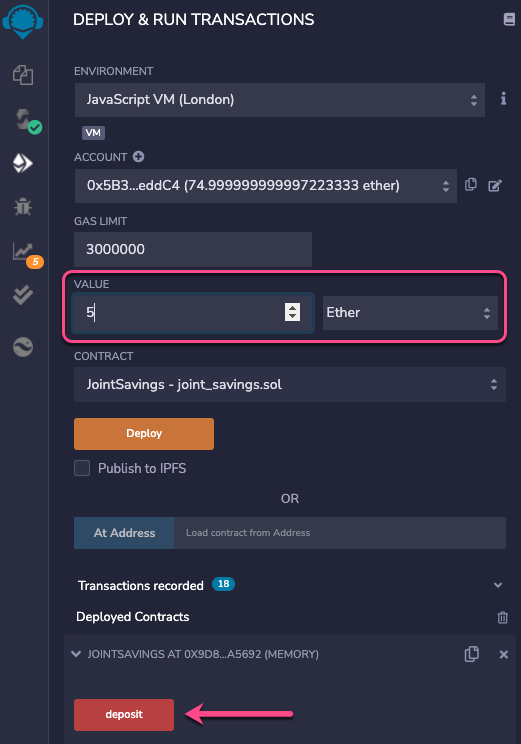 DEPLOY & RUN TRANSACTIONS
ENVIRONMENT
JavaScript VM (London)
VM
ACCOUNT
0x5B3...eddC4 (74.999999999997223333 ether)
GAS LIMIT
3000000
5
VALUE
5 Ether
CONTRACT
JointSavings - joint_savings.sol
Deploy
Publish to IPFS
OR
At Address Load contract from Address
Transactions recorded 18
Deployed Contracts
JOINTSAVINGS AT 0X9D8...A5692 (MEMORY)
deposit